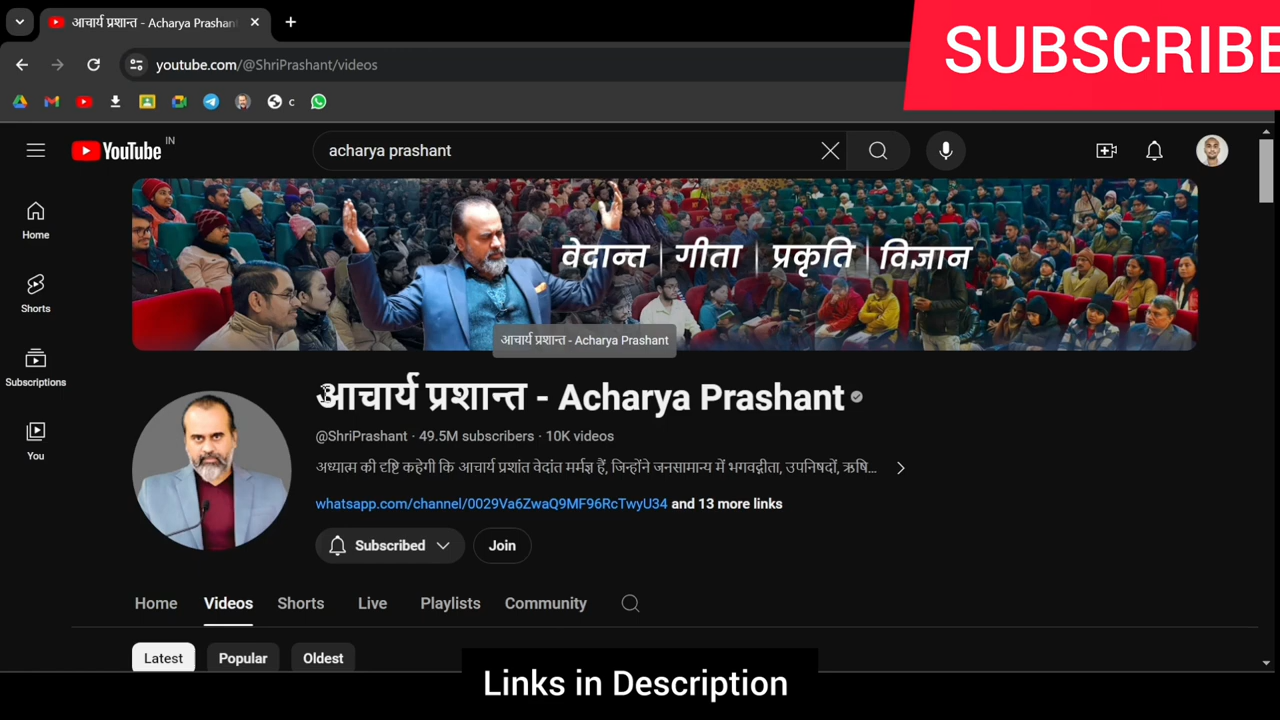 आचार्य प्रशान्त - Acharya Prashant
SUBSCRIBE
youtube.com/@ShriPrashant/videos
c
YouTube IN
acharya prashant
Home
Shorts
Subscriptions
You
वेदान्त | गीता | प्रकृति | विज्ञान
आचार्य प्रशान्त - Acharya Prashant
आचार्य प्रशान्त - Acharya Prashant
@ShriPrashant · 49.5M subscribers · 10K videos
अध्यात्म की दृष्टि कहेगी कि आचार्य प्रशांत वेदांत मर्मज्ञ हैं, जिन्होंने जनसामान्य में भगवद्गीता, उपनिषदों, ऋषि...
whatsapp.com/channel/0029Va6ZwaQ9MF96RcTwyU34 and 13 more links
Subscribed
Join
Home Videos Shorts Live Playlists Community
Latest Popular Oldest
Links in Description